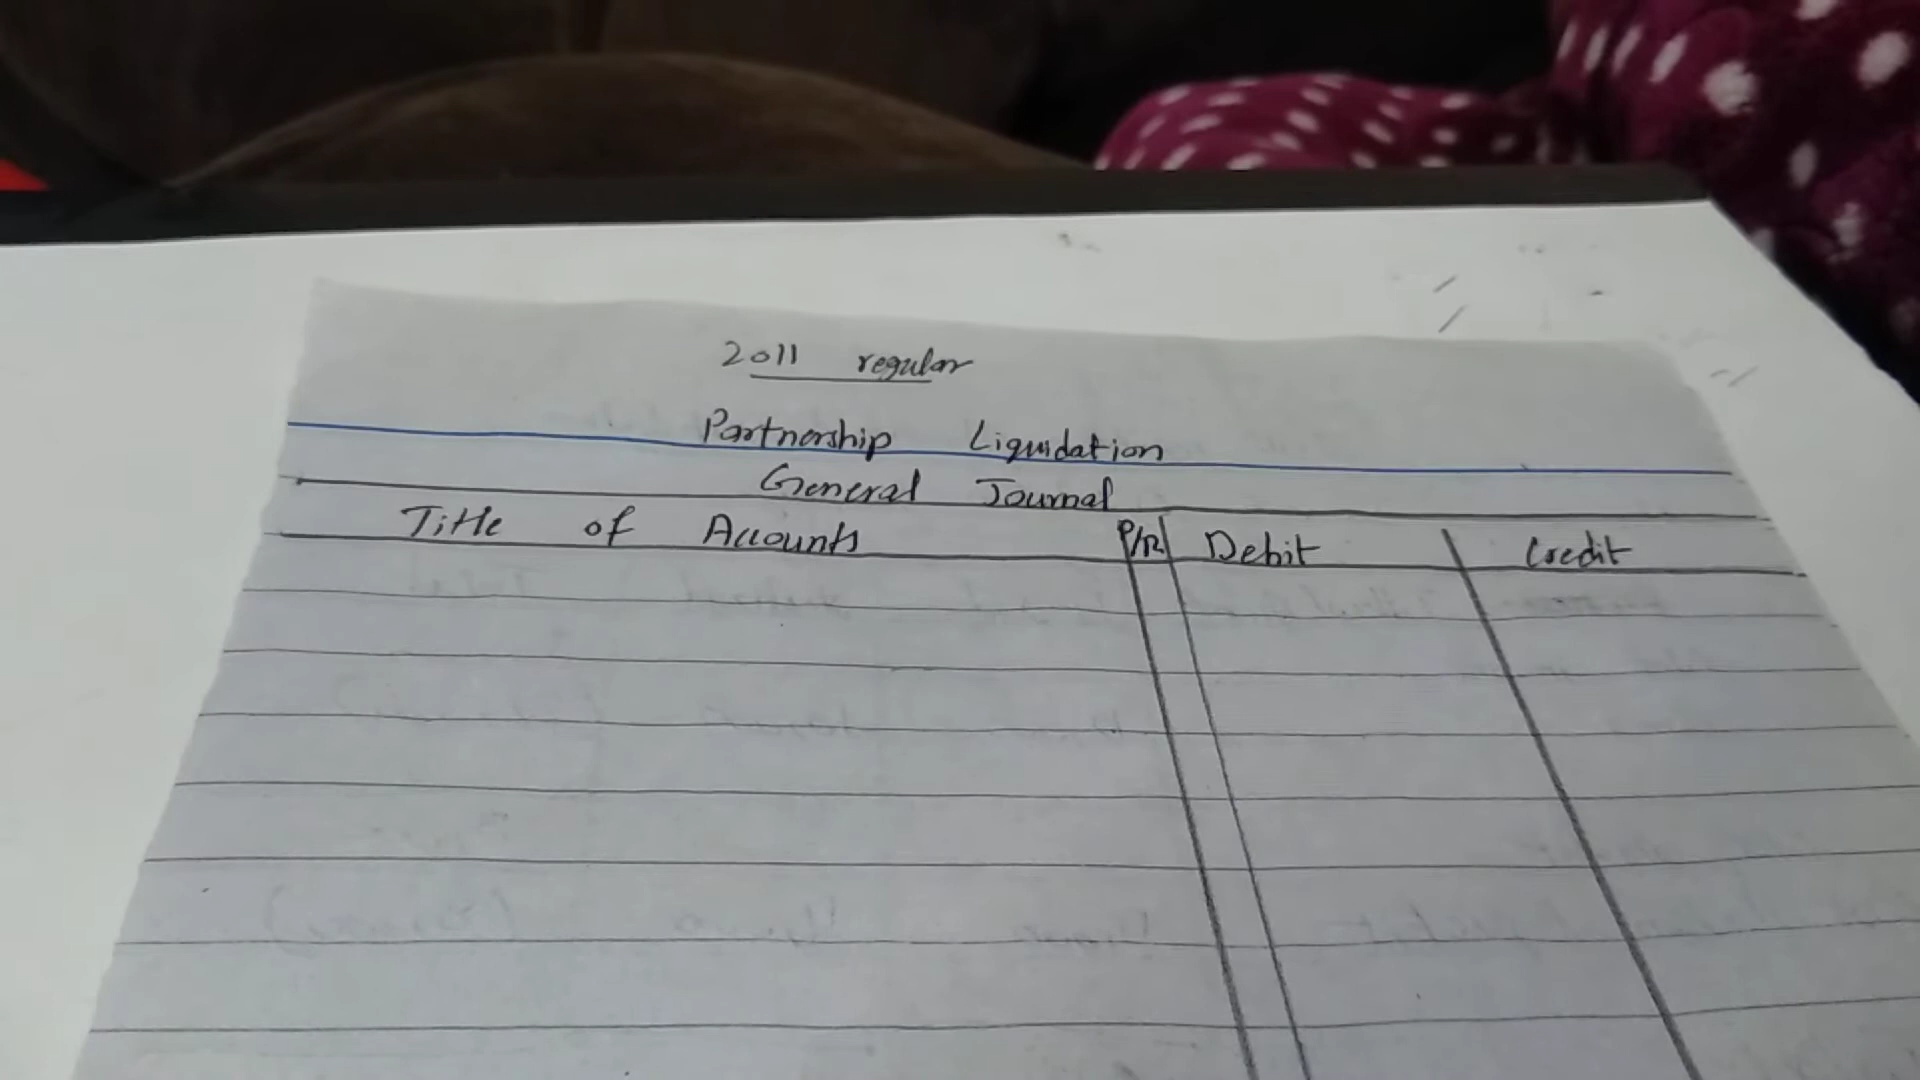 2011 regular
Partnership Liquidation
General Journal
Title of Accounts P/R Debit Credit